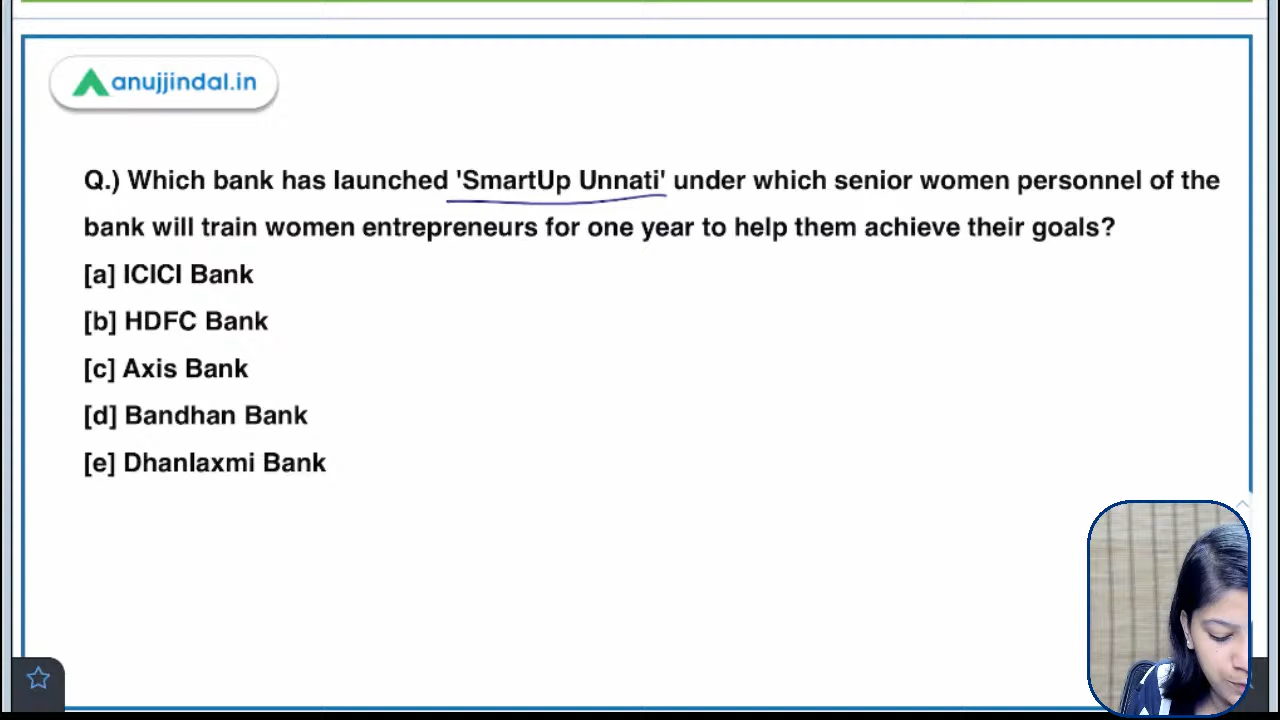 anujjindal.in
Q.) Which bank has launched 'SmartUp Unnati' under which senior women personnel of the
bank will train women entrepreneurs for one year to help them achieve their goals?
[a] ICICI Bank
[b] HDFC Bank
[c] Axis Bank
[d] Bandhan Bank
[e] Dhanlaxmi Bank